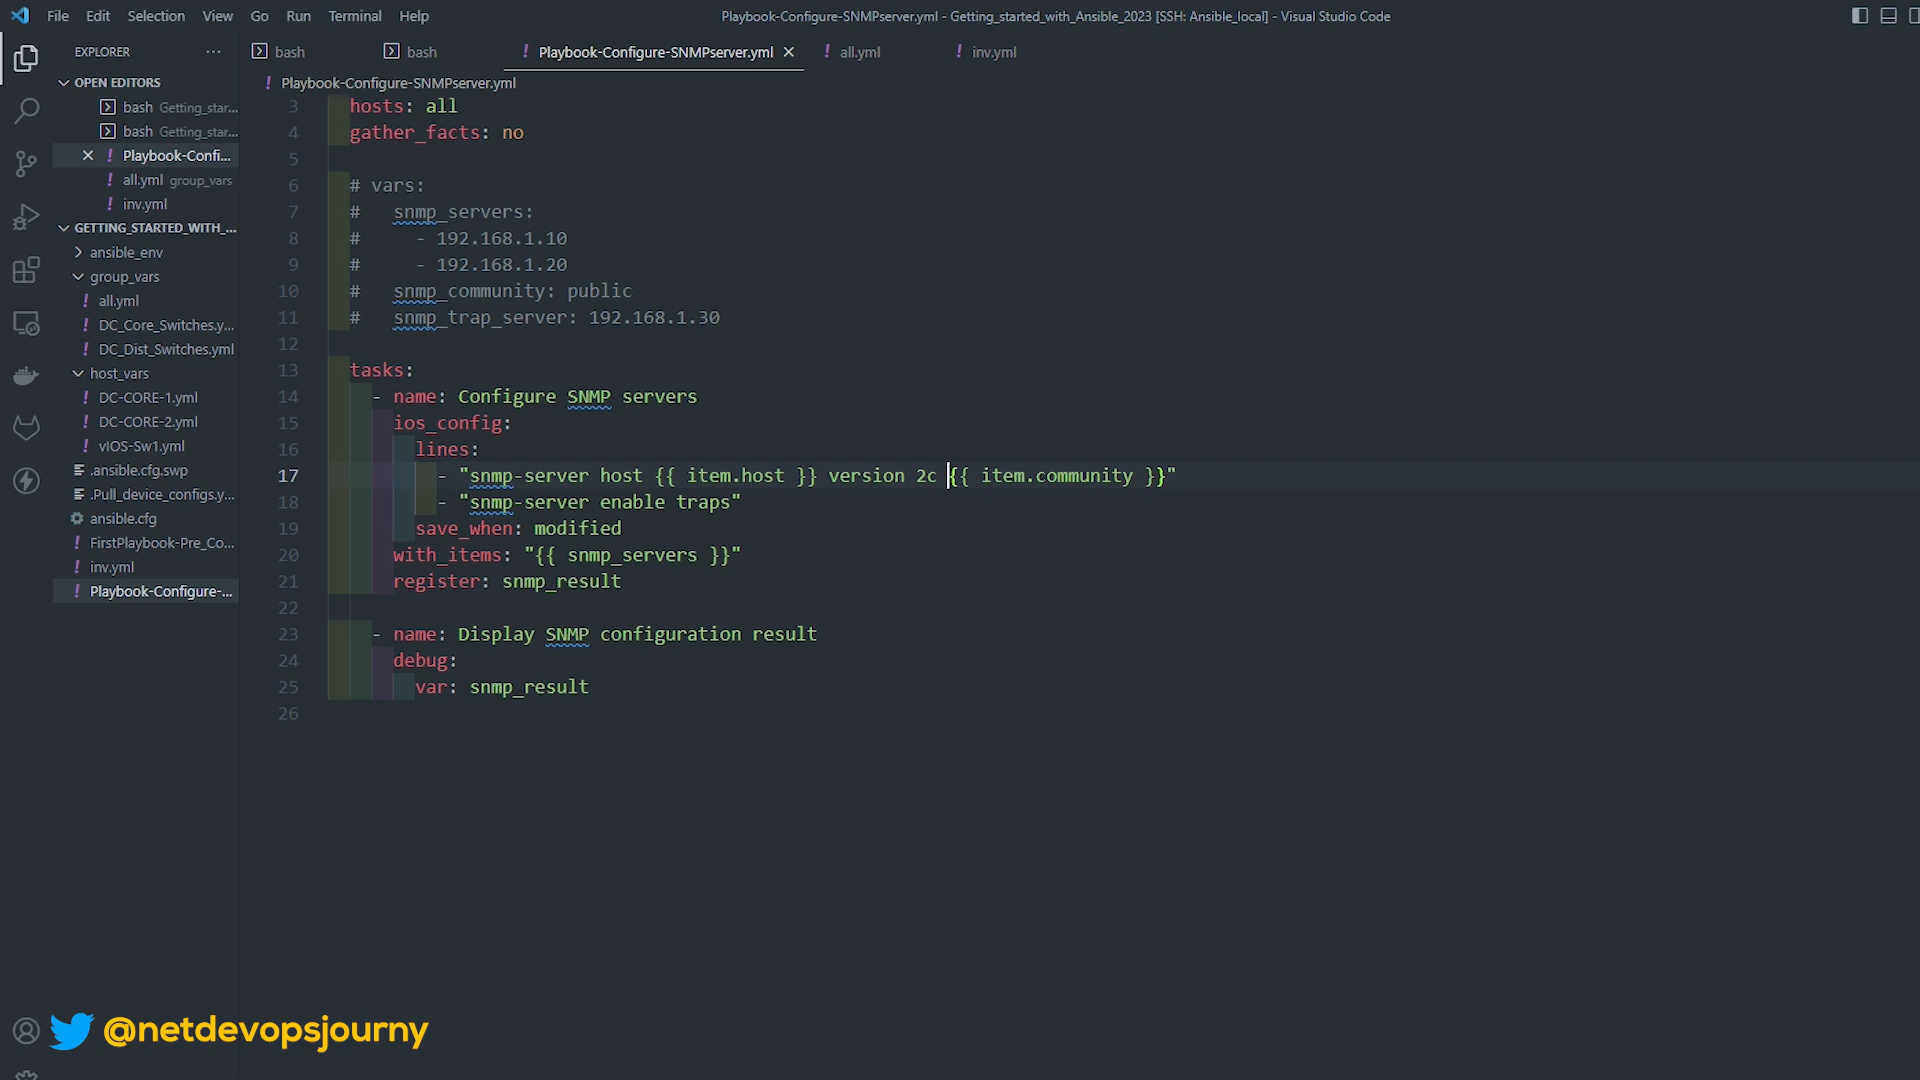 File Edit Selection View Go Run Terminal Help
Playbook-Configure-SNMPserver.yml - Getting_started_with_Ansible_2023 [SSH: Ansible_local] - Visual Studio Code
EXPLORER
bash
bash
! Playbook-Configure-SNMPserver.yml
! all.yml
! inv.yml
OPEN EDITORS
bash Getting_star...
bash Getting_star...
! Playbook-Confi...
! all.yml group_vars
! inv.yml
GETTING_STARTED_WITH_...
ansible_env
group_vars
! all.yml
! DC_Core_Switches.y...
! DC_Dist_Switches.yml
host_vars
! DC-CORE-1.yml
! DC-CORE-2.yml
! vIOS-Sw1.yml
.ansible.cfg.swp
.Pull_device_configs.y...
ansible.cfg
! FirstPlaybook-Pre_Co...
! inv.yml
! Playbook-Configure-...
! Playbook-Configure-SNMPserver.yml
3 hosts: all
4 gather_facts: no
5
6 # vars:
7 #   snmp_servers:
8 #     - 192.168.1.10
9 #     - 192.168.1.20
10 #   snmp_community: public
11 #   snmp_trap_server: 192.168.1.30
12
13 tasks:
14   - name: Configure SNMP servers
15     ios_config:
16       lines:
17         - "snmp-server host {{ item.host }} version 2c {{ item.community }}"
18         - "snmp-server enable traps"
19       save_when: modified
20     with_items: "{{ snmp_servers }}"
21     register: snmp_result
22
23   - name: Display SNMP configuration result
24     debug:
25       var: snmp_result
26
@netdevopsjourny